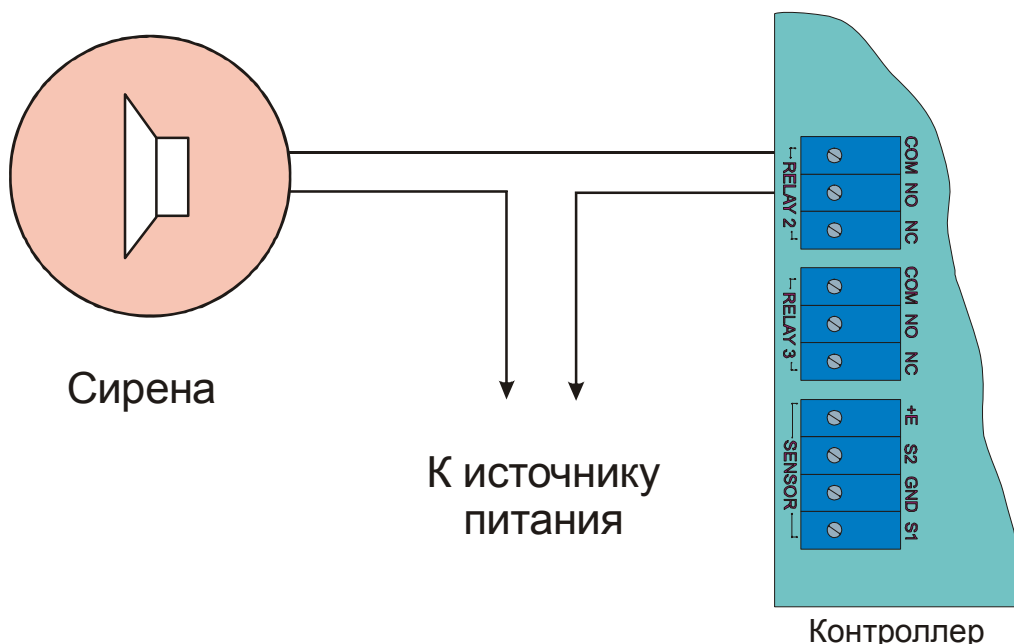 COM
NO
NC
RELAY 2
COM
NO
NC
RELAY 3
+E
S2
GND
S1
SENSOR
Сирена
К источнику
питания
Контроллер